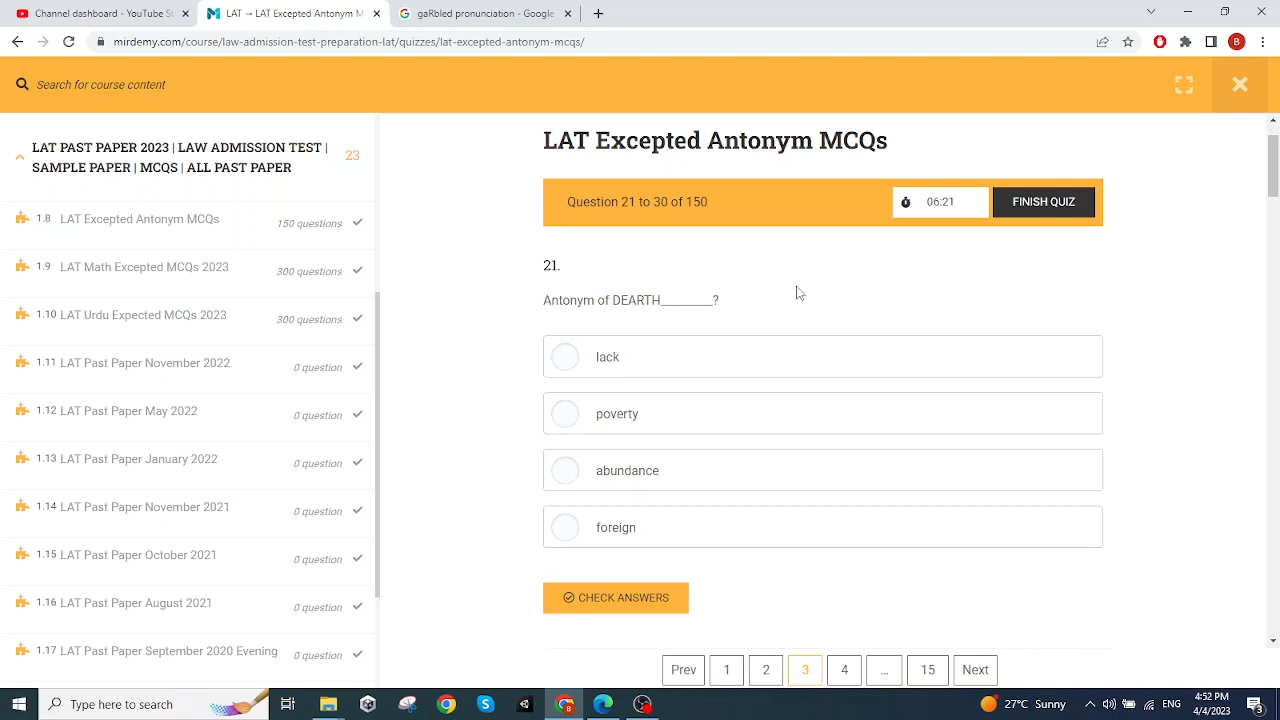 Channel dashboard - YouTube S
LAT → LAT Excepted Antonym M
gaRbled pronunciation - Google
mirdemy.com/course/law-admission-test-preparation-lat/quizzes/lat-excepted-antonym-mcqs/
B
Search for course content
LAT PAST PAPER 2023 | LAW ADMISSION TEST |
SAMPLE PAPER | MCQS | ALL PAST PAPER
23
1.8 LAT Excepted Antonym MCQs 150 questions
1.9 LAT Math Excepted MCQs 2023 300 questions
1.10 LAT Urdu Expected MCQs 2023 300 questions
1.11 LAT Past Paper November 2022 0 question
1.12 LAT Past Paper May 2022 0 question
1.13 LAT Past Paper January 2022 0 question
1.14 LAT Past Paper November 2021 0 question
1.15 LAT Past Paper October 2021 0 question
1.16 LAT Past Paper August 2021 0 question
1.17 LAT Past Paper September 2020 Evening 0 question
LAT Excepted Antonym MCQs
Question 21 to 30 of 150
06:21
FINISH QUIZ
21.
Antonym of DEARTH________?
lack
poverty
abundance
foreign
CHECK ANSWERS
Prev 1 2 3 4 ... 15 Next
Type here to search
27°C Sunny
ENG
4:52 PM
4/4/2023